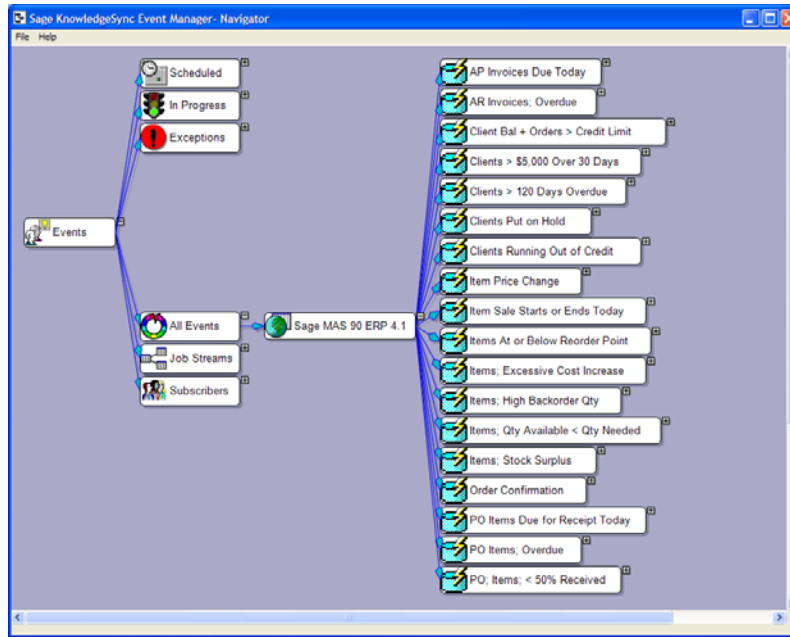 Sage KnowledgeSync Event Manager- Navigator
File Help
Scheduled
In Progress
Exceptions
Events
All Events
Job Streams
Subscribers
Sage MAS 90 ERP 4.1
AP Invoices Due Today
AR Invoices; Overdue
Client Bal + Orders > Credit Limit
Clients > $5,000 Over 30 Days
Clients > 120 Days Overdue
Clients Put on Hold
Clients Running Out of Credit
Item Price Change
Item Sale Starts or Ends Today
Items At or Below Reorder Point
Items; Excessive Cost Increase
Items; High Backorder Qty
Items; Qty Available < Qty Needed
Items; Stock Surplus
Order Confirmation
PO Items Due for Receipt Today
PO Items; Overdue
PO; Items; < 50% Received